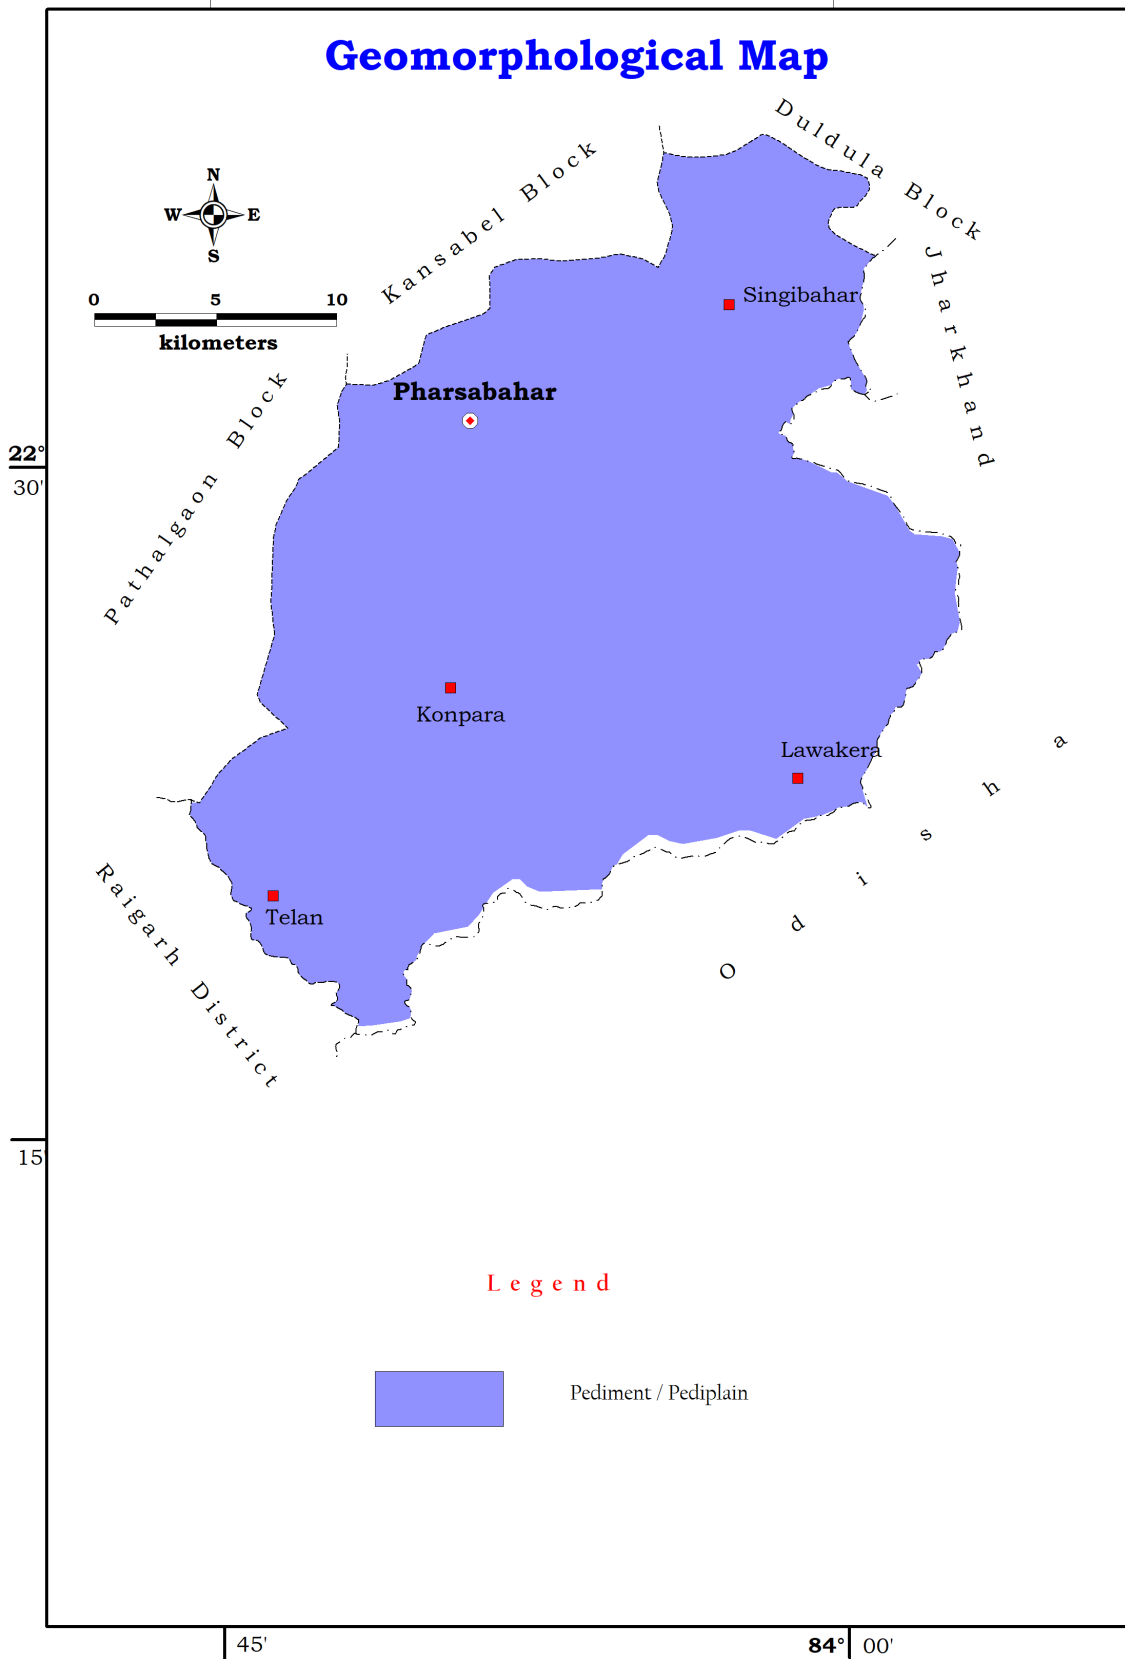 Geomorphological Map
Duldula Block
Kansabel Block
N
W E
S
Jharkhand
0 5 10
kilometers
Singibahar
Pathalgaon Block
Pharsabahar
22°
30'
Konpara
Lawakera
Odisha
Raigarh District
Telan
15'
Legend
Pediment / Pediplain
45'
84° 00'